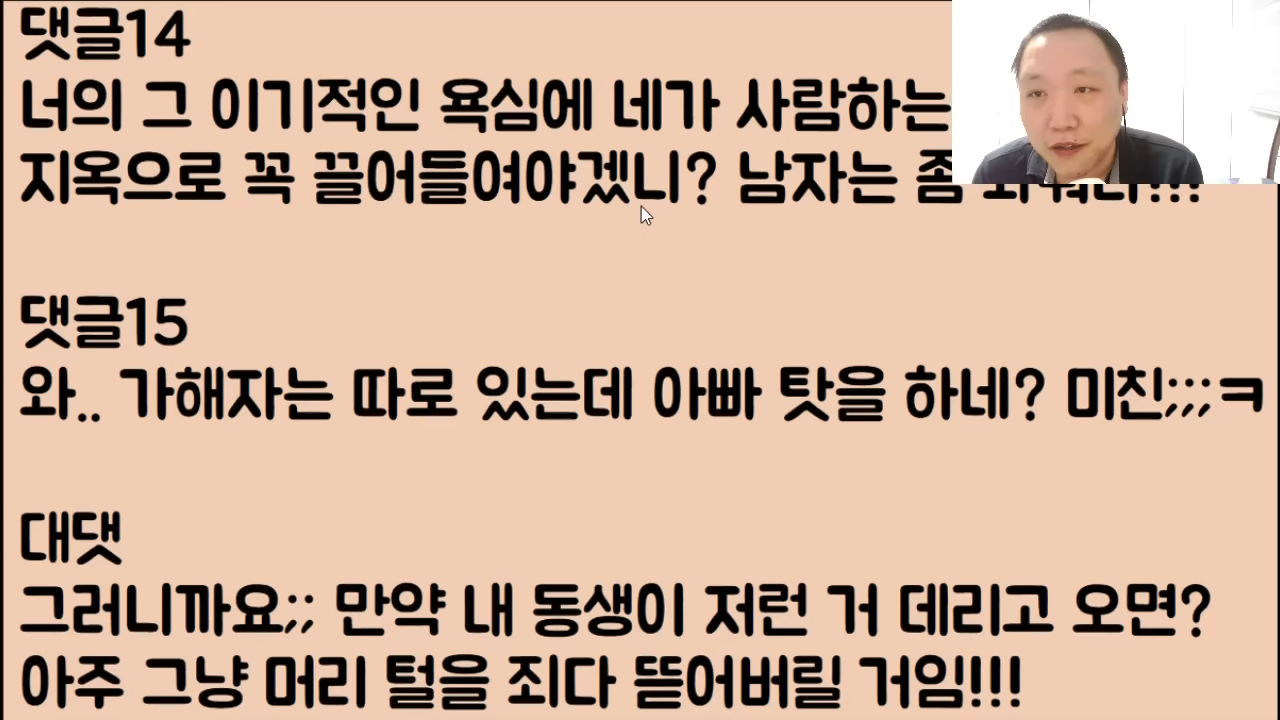 댓글14
너의 그 이기적인 욕심에 네가 사람하는
지옥으로 꼭 끌어들여야겠니? 남자는 좀
댓글15
와.. 가해자는 따로 있는데 아빠 탓을 하네? 미친;;;ㅋ
대댓
그러니까요;; 만약 내 동생이 저런 거 데리고 오면?
아주 그냥 머리 털을 죄다 뜯어버릴 거임!!!